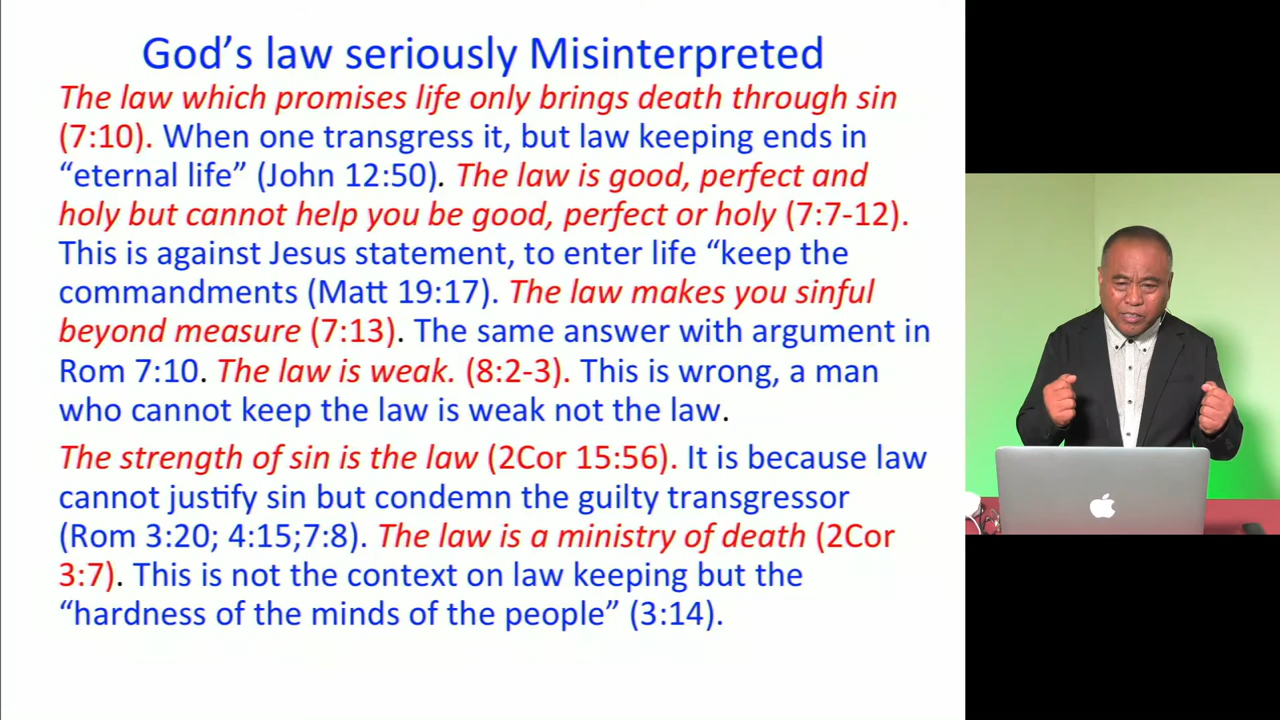 God’s law seriously Misinterpreted
The law which promises life only brings death through sin
(7:10). When one transgress it, but law keeping ends in
“eternal life” (John 12:50). The law is good, perfect and
holy but cannot help you be good, perfect or holy (7:7-12).
This is against Jesus statement, to enter life “keep the
commandments (Matt 19:17). The law makes you sinful
beyond measure (7:13). The same answer with argument in
Rom 7:10. The law is weak. (8:2-3). This is wrong, a man
who cannot keep the law is weak not the law.
The strength of sin is the law (2Cor 15:56). It is because law
cannot justify sin but condemn the guilty transgressor
(Rom 3:20; 4:15;7:8). The law is a ministry of death (2Cor
3:7). This is not the context on law keeping but the
“hardness of the minds of the people” (3:14).